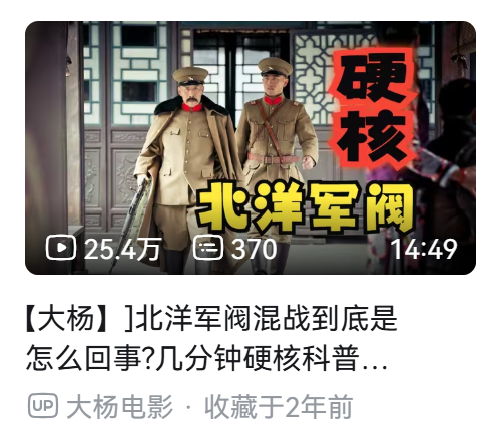 硬
核
北洋军阀
25.4万 370 14:49
【大杨】]北洋军阀混战到底是
怎么回事?几分钟硬核科普...
UP 大杨电影 · 收藏于2年前